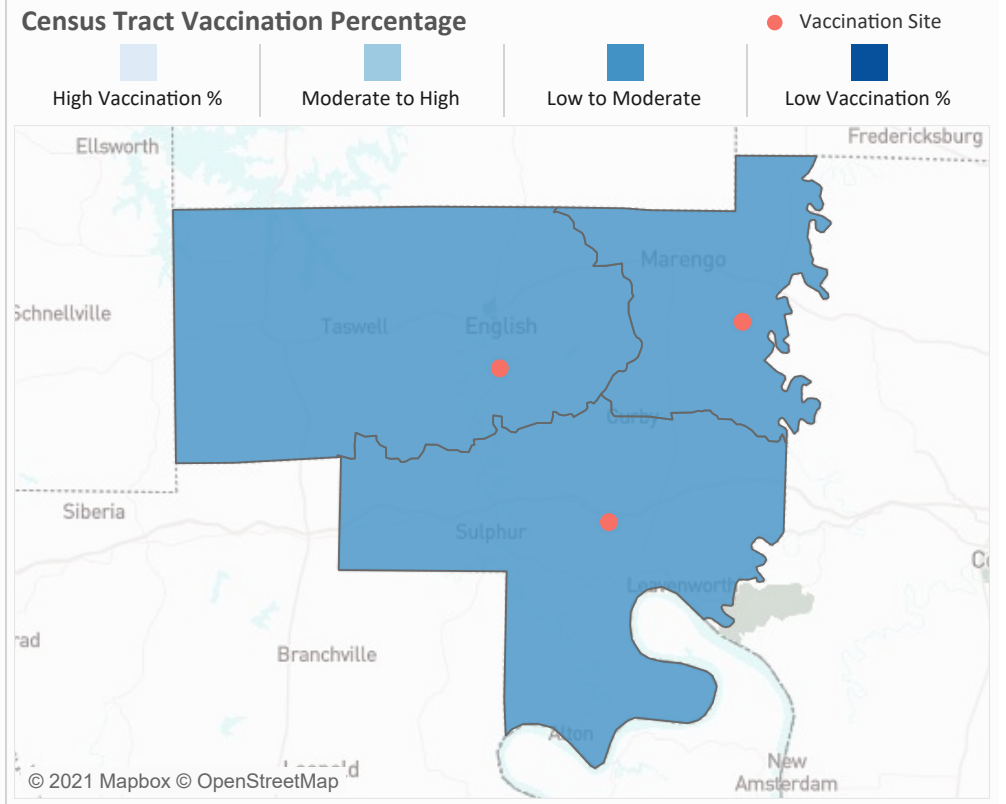 Census Tract Vaccination Percentage
Vaccination Site
High Vaccination %
Moderate to High
Low to Moderate
Low Vaccination %
Ellsworth
Fredericksburg
Marengo
Schnellville
Taswell
English
Curby
Siberia
Sulphur
Leavenworth
Branchville
Alton
New
Amsterdam
© 2021 Mapbox © OpenStreetMap